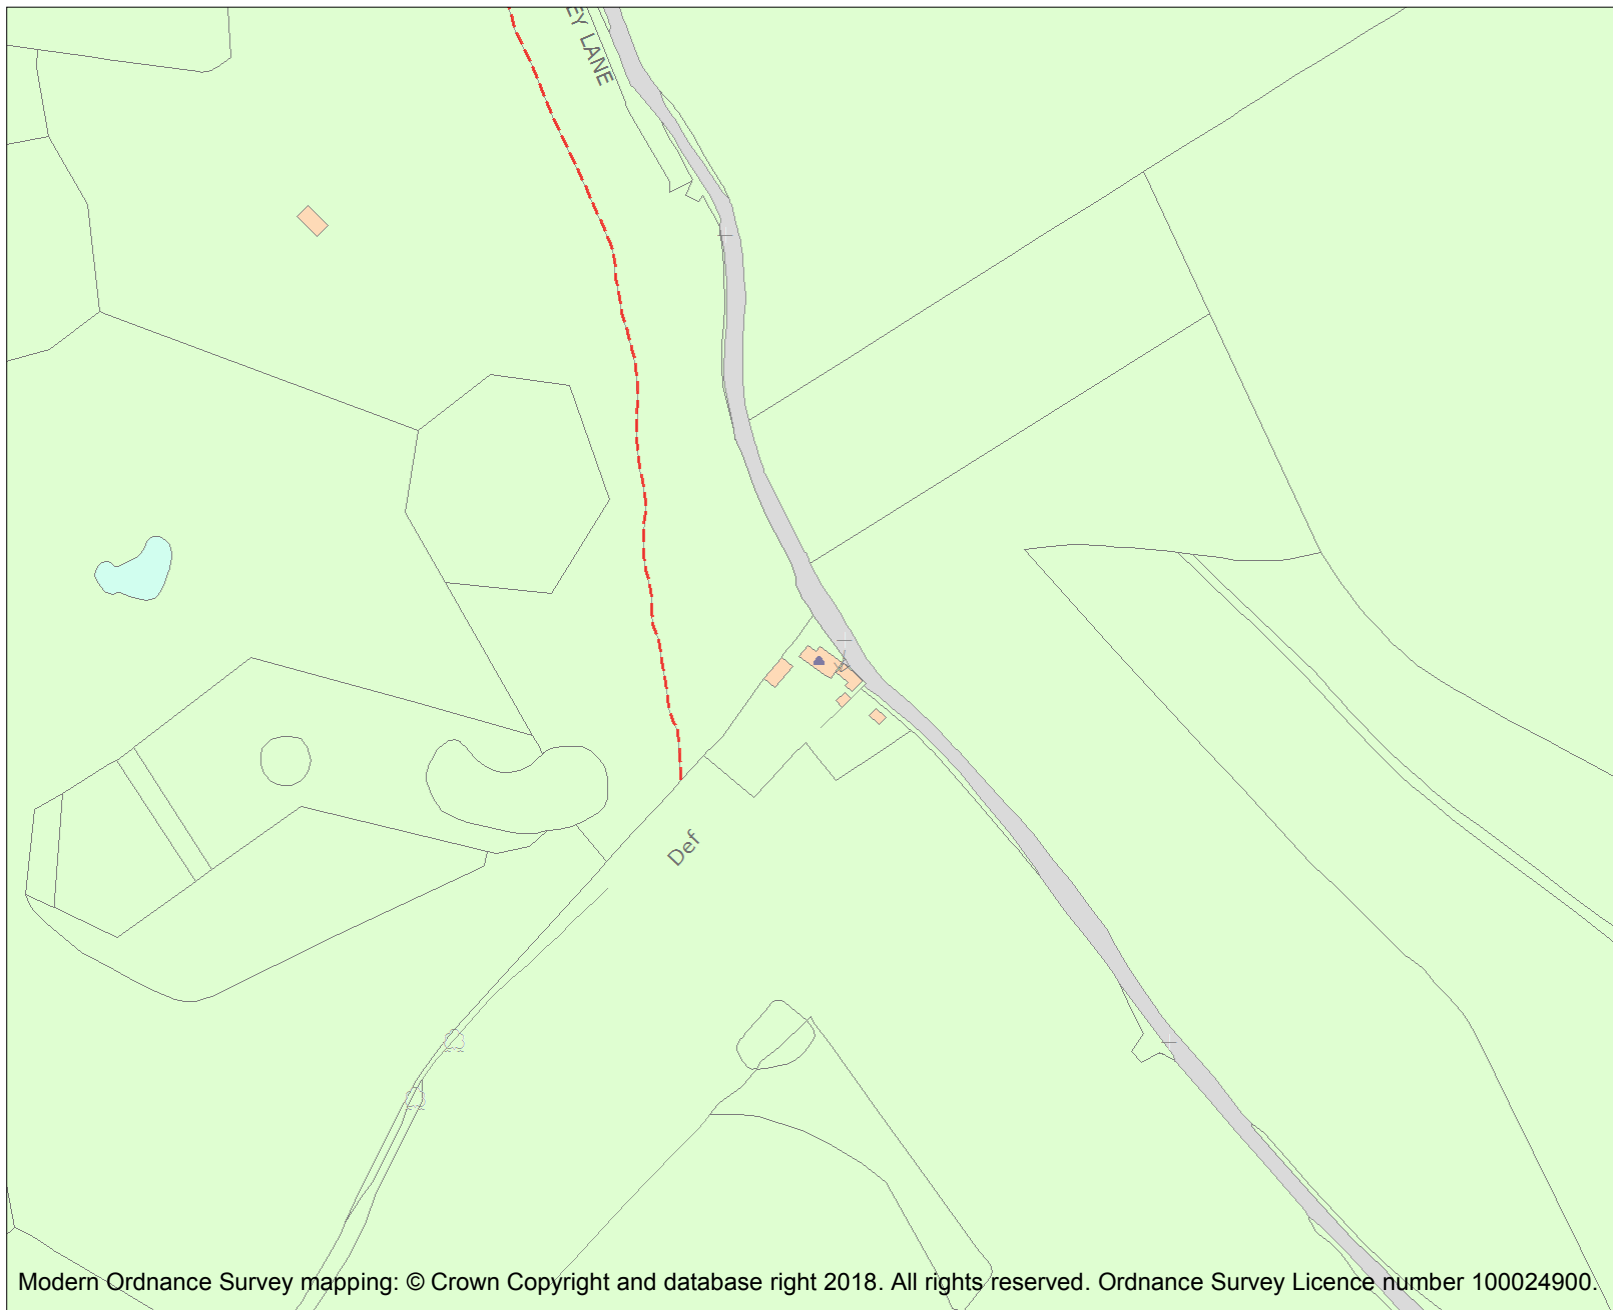 EY LANE
Def
Modern Ordnance Survey mapping: © Crown Copyright and database right 2018. All rights reserved. Ordnance Survey Licence number 100024900.